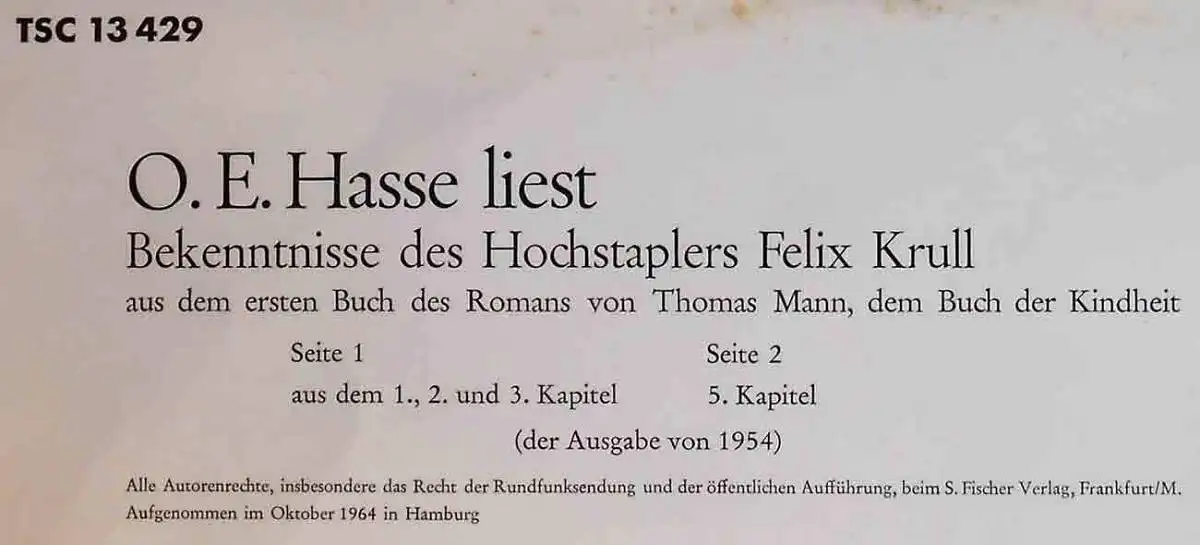 TSC 13 429
O. E. Hasse liest
Bekenntnisse des Hochstaplers Felix Krull
aus dem ersten Buch des Romans von Thomas Mann, dem Buch der Kindheit
Seite 1 Seite 2
aus dem 1., 2. und 3. Kapitel 5. Kapitel
(der Ausgabe von 1954)
Alle Autorenrechte, insbesondere das Recht der Rundfunksendung und der öffentlichen Aufführung, beim S. Fischer Verlag, Frankfurt/M.
Aufgenommen im Oktober 1964 in Hamburg